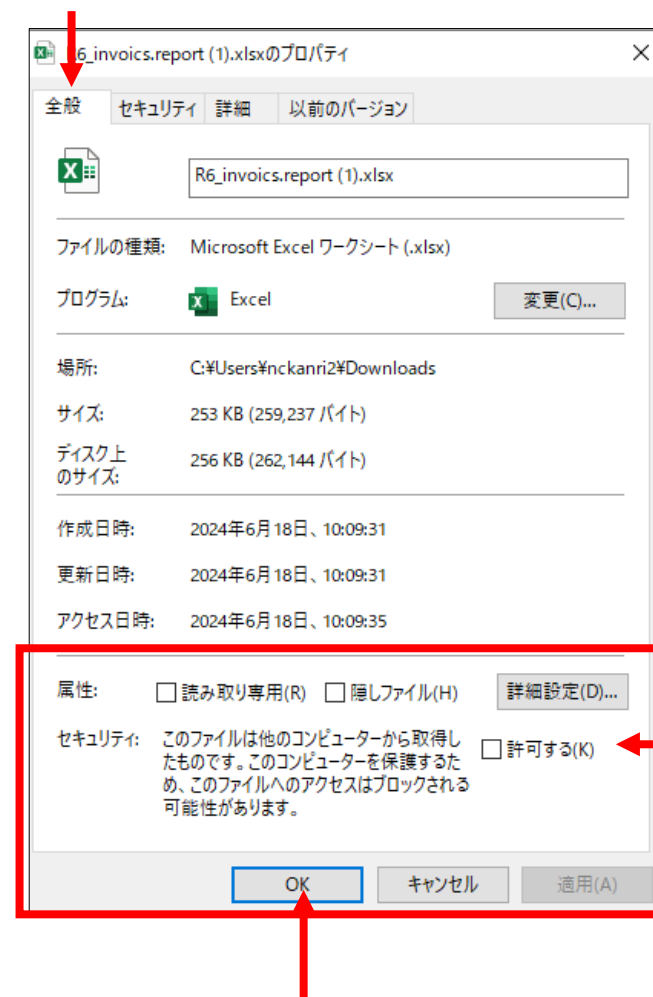 R6_invoics.report (1).xlsxのプロパティ
全般 セキュリティ 詳細 以前のバージョン
R6_invoics.report (1).xlsx
ファイルの種類: Microsoft Excel ワークシート (.xlsx)
プログラム: Excel 変更(C)...
場所: C:¥Users¥nckanri2¥Downloads
サイズ: 253 KB (259,237 バイト)
ディスク上
のサイズ: 256 KB (262,144 バイト)
作成日時: 2024年6月18日、10:09:31
更新日時: 2024年6月18日、10:09:31
アクセス日時: 2024年6月18日、10:09:35
属性: 読み取り専用(R) 隠しファイル(H) 詳細設定(D)...
セキュリティ: このファイルは他のコンピューターから取得し
たものです。このコンピューターを保護するた
め、このファイルへのアクセスはブロックされる
可能性があります。
許可する(K)
OK キャンセル 適用(A)